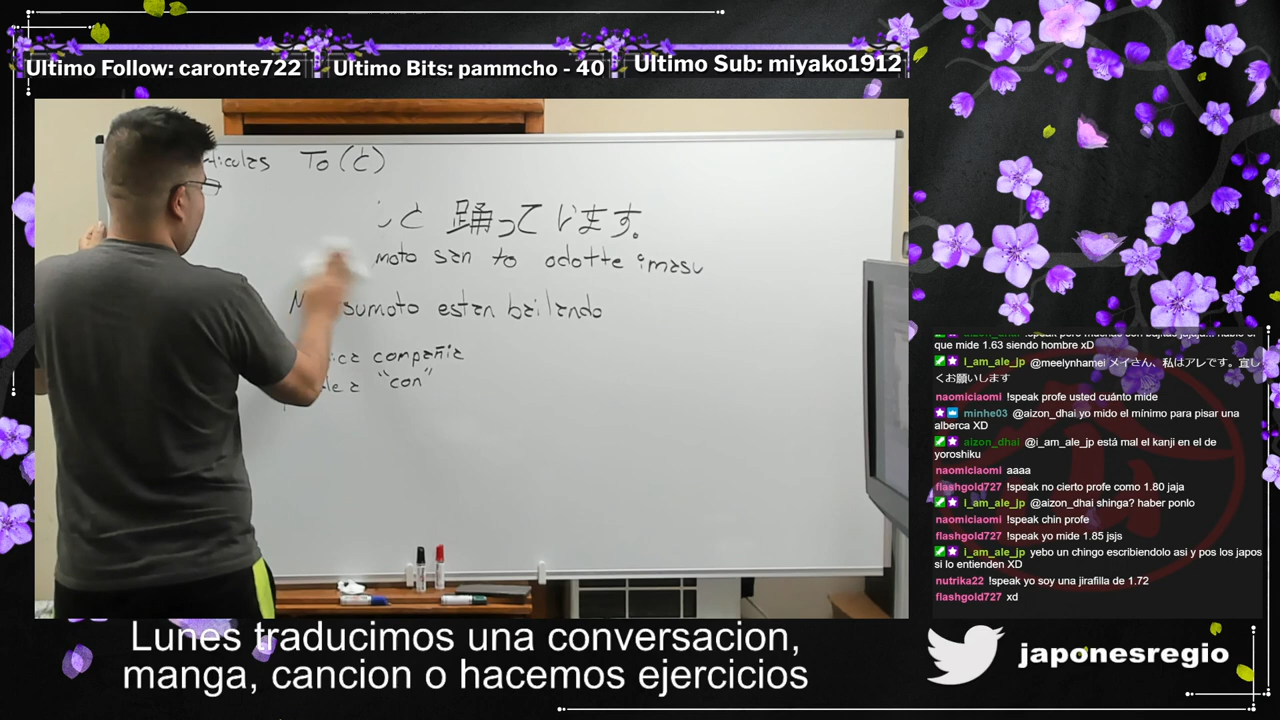 Ultimo Follow: caronte722
Ultimo Bits: pammcho - 40
Ultimo Sub: miyako1912
To (と)
と 踊っています。
moto san to odotte imasu
sumoto estan bailando
compañia
"con"
que mide 1.63 siendo hombre xD
i_am_ale_jp @meelynhamei メイさん、私はアレです。宜し
くお願いします
naomiciaomi !speak profe usted cuánto mide
minhe03 @aizon_dhai yo mido el mínimo para pisar una
alberca XD
aizon_dhai @i_am_ale_jp está mal el kanji en el de
yoroshiku
naomiciaomi aaaa
flashgold727 !speak no cierto profe como 1.80 jaja
i_am_ale_jp @aizon_dhai shinga? haber ponlo
naomiciaomi !speak chin profe
flashgold727 !speak yo mide 1.85 jsjs
i_am_ale_jp yebo un chingo escribiendolo asi y pos los japos
si lo entienden XD
nutrika22 !speak yo soy una jirafilla de 1.72
flashgold727 xd
Lunes traducimos una conversacion,
manga, cancion o hacemos ejercicios
japonesregio